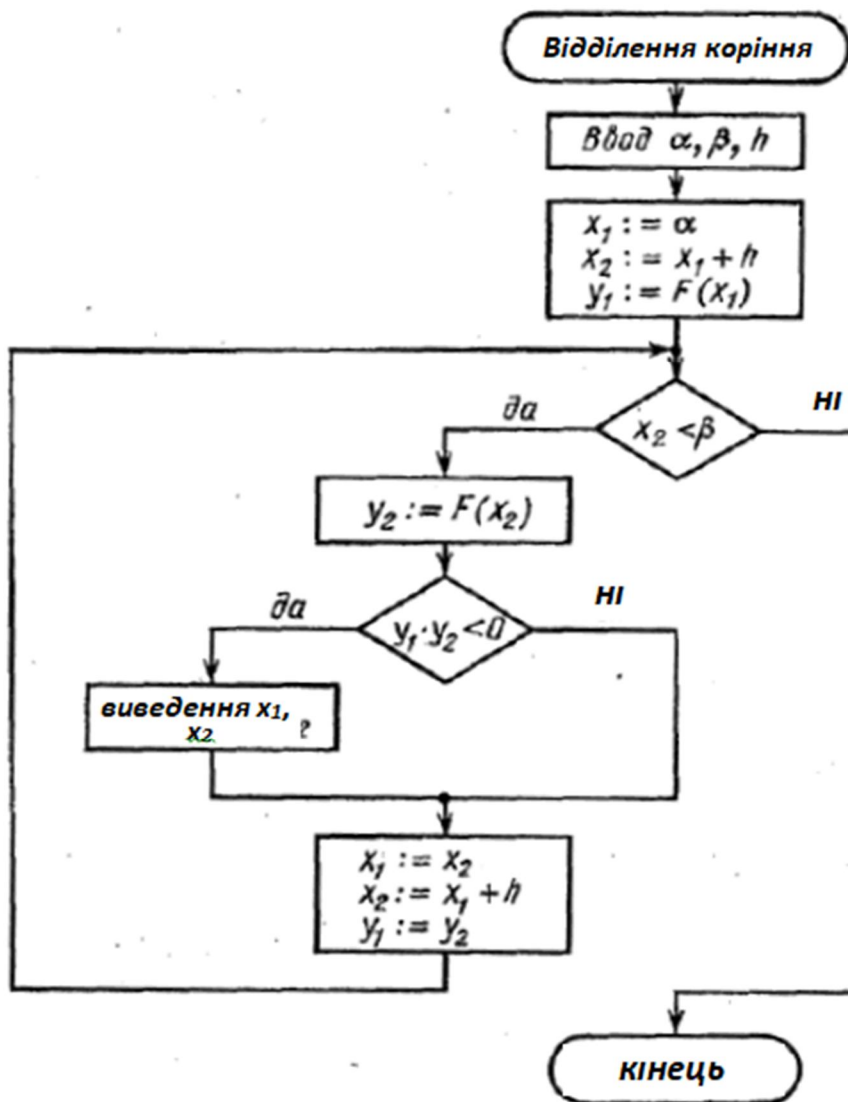 Відділення коріння
Ввод α, β, h
x₁ := α
x₂ := x₁ + h
y₁ := F(x₁)
да
x₂ < β
НІ
y₂ := F(x₂)
да
y₁·y₂ < 0
НІ
виведення x₁,
x₂
x₁ := x₂
x₂ := x₁ + h
y₁ := y₂
кінець